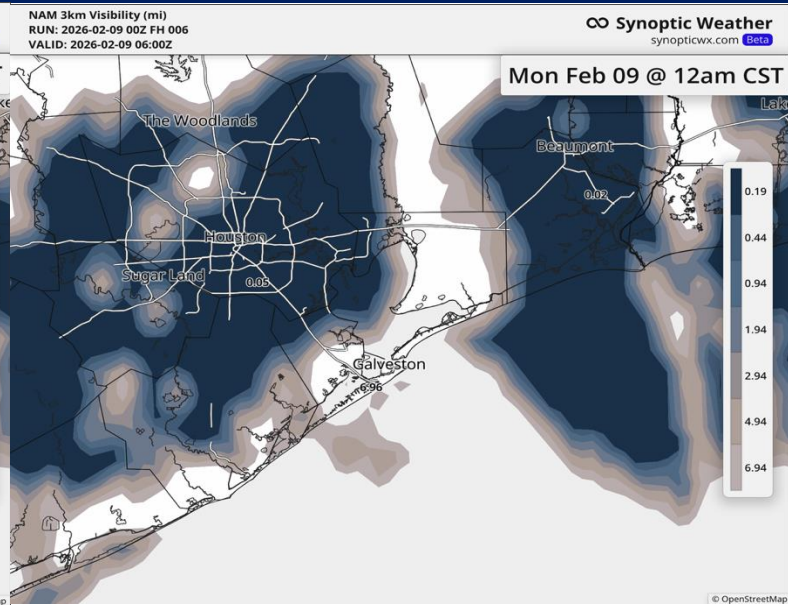 NAM 3km Visibility (mi)
RUN: 2026-02-09 00Z FH 006
VALID: 2026-02-09 06:00Z
Synoptic Weather
synopticwx.com Beta
Mon Feb 09 @ 12am CST
The Woodlands
Beaumont
Lak
0.02
Houston
Sugar Land
0.05
Galveston
6.96
0.19
0.44
0.94
1.94
2.94
4.94
6.94
© OpenStreetMap